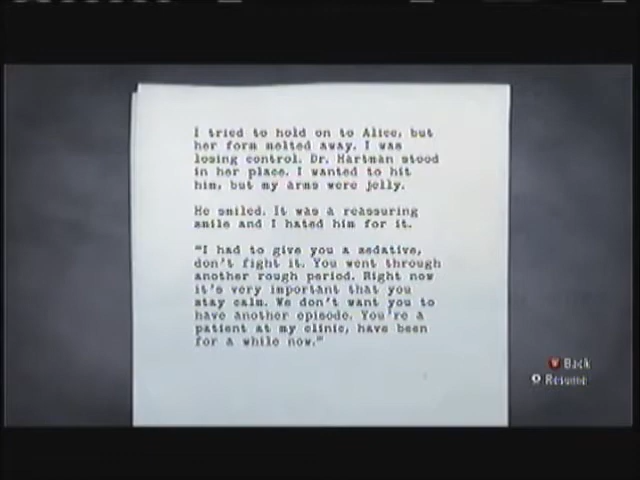 I tried to hold on to Alice, but
her form melted away. I was
losing control. Dr. Hartman stood
in her place. I wanted to hit
him, but my arms were jelly.
He smiled. It was a reassuring
smile and I hated him for it.
"I had to give you a sedative,
don't fight it. You went through
another rough period. Right now
it's very important that you
stay calm. We don't want you to
have another episode. You're a
patient at my clinic, have been
for a while now."
Back
Resume